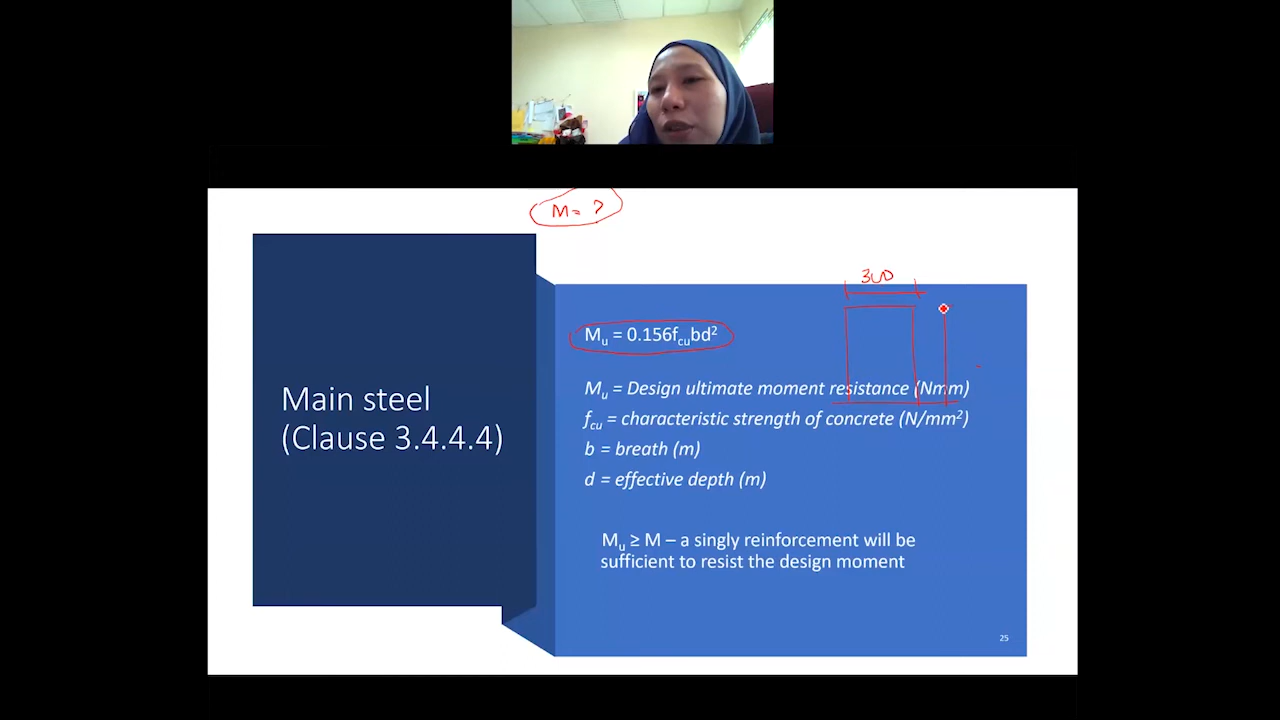 M = ?
300
Main steel
(Clause 3.4.4.4)
Mu = 0.156fcubd²
Mu = Design ultimate moment resistance (Nmm)
fcu = characteristic strength of concrete (N/mm²)
b = breath (m)
d = effective depth (m)
Mu ≥ M – a singly reinforcement will be
sufficient to resist the design moment
25